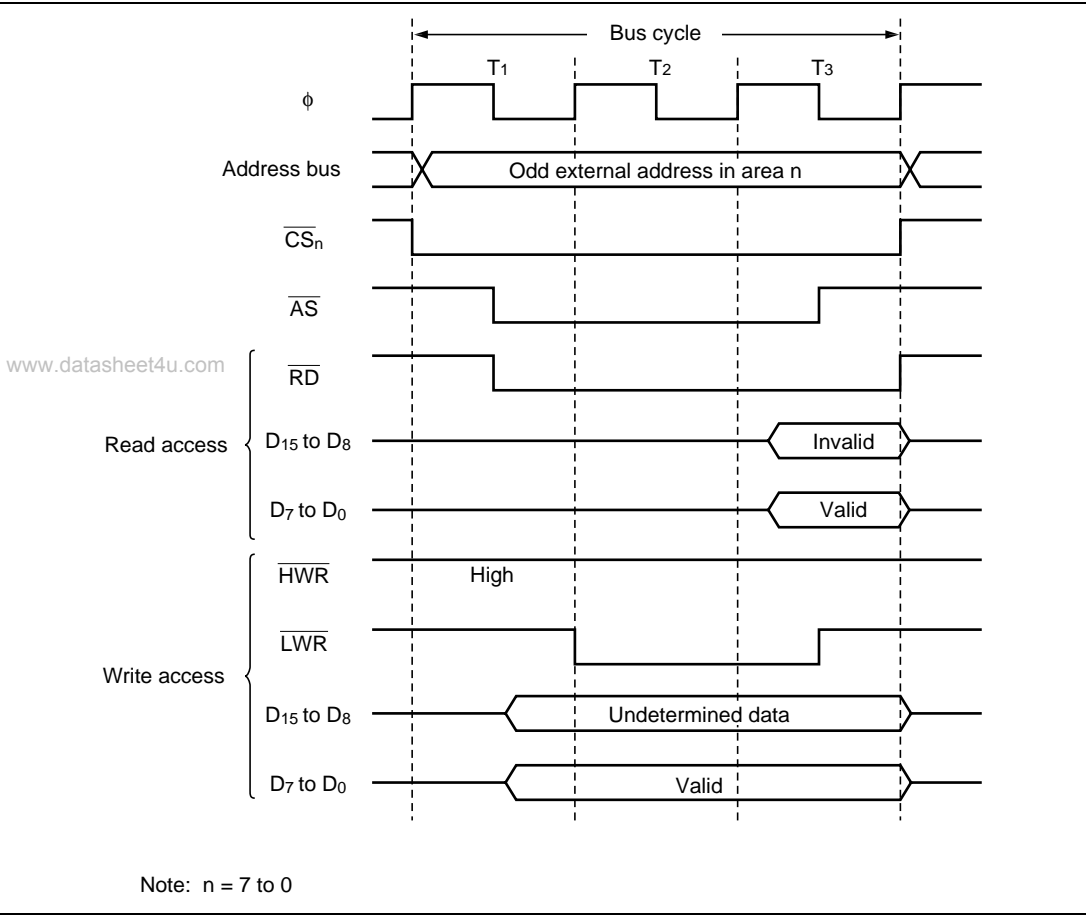 Bus cycle
T1 T2 T3
ϕ
Address bus Odd external address in area n
CSn
AS
www.datasheet4u.com
RD
Read access D15 to D8 Invalid
D7 to D0 Valid
HWR High
LWR
Write access
D15 to D8 Undetermined data
D7 to D0 Valid
Note: n = 7 to 0